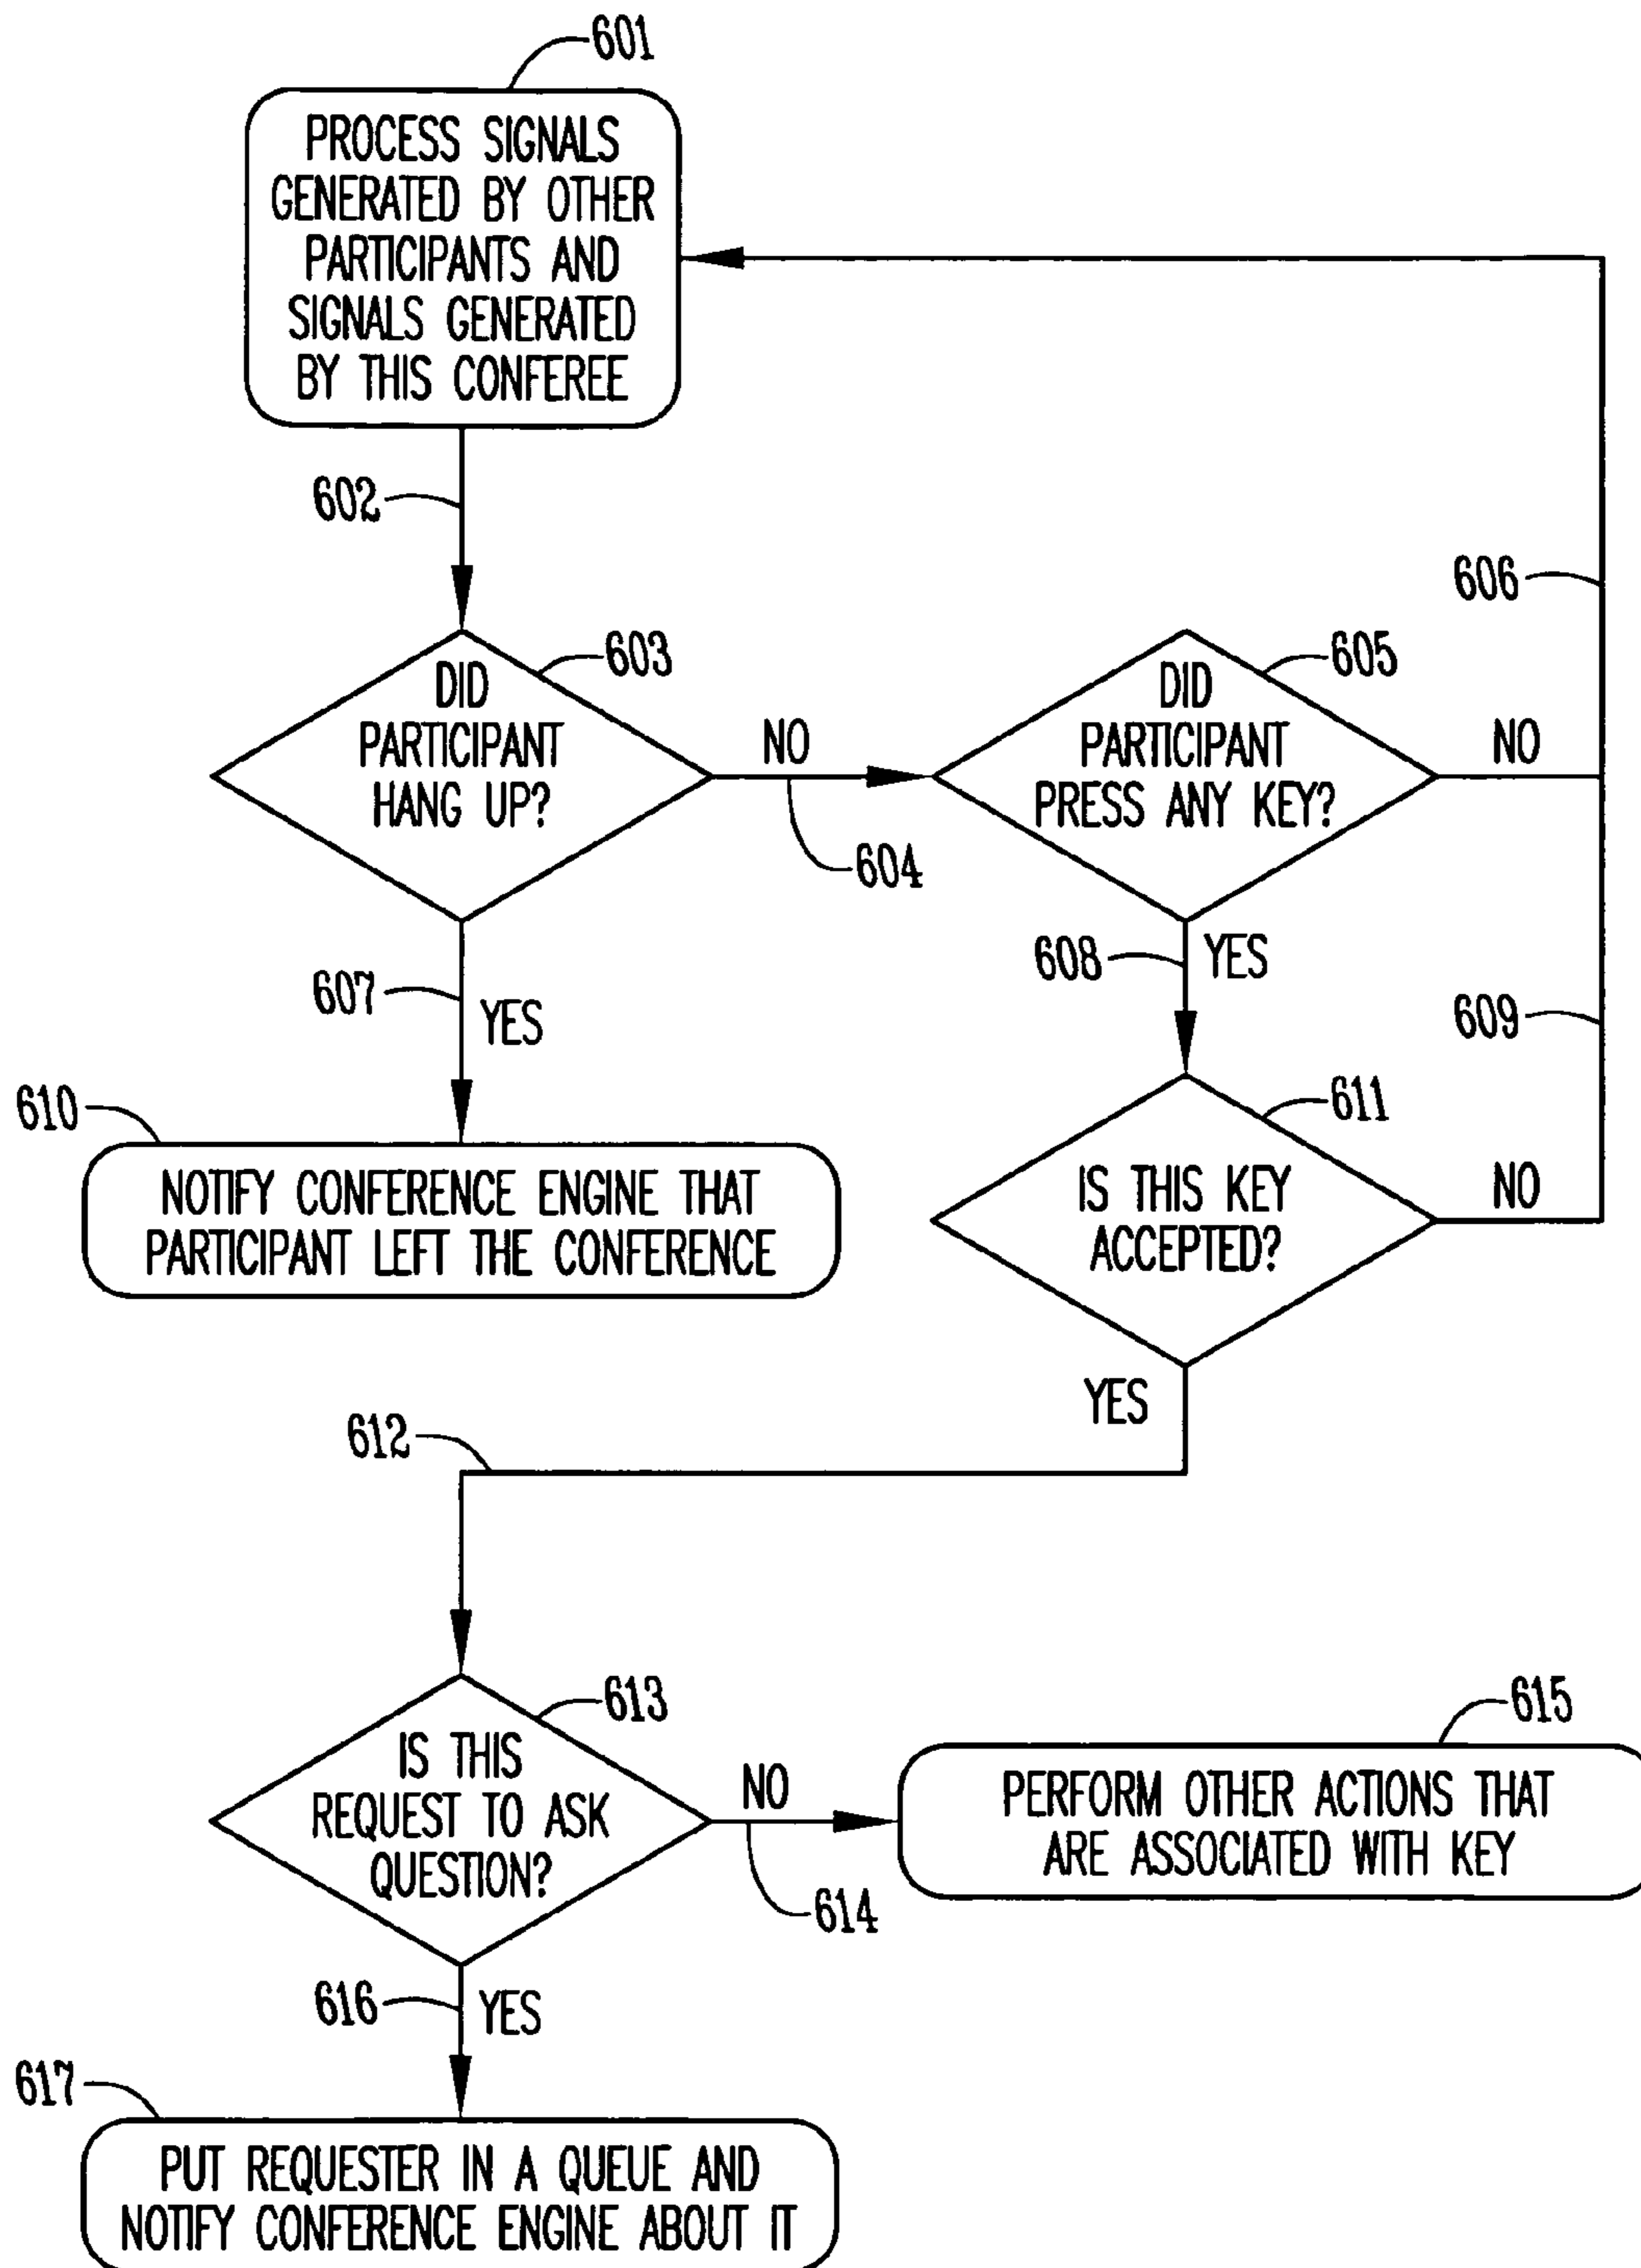 601
PROCESS SIGNALS
GENERATED BY OTHER
PARTICIPANTS AND
SIGNALS GENERATED
BY THIS CONFEREE
602
606
603
DID
PARTICIPANT
HANG UP?
NO
604
605
DID
PARTICIPANT
PRESS ANY KEY?
NO
607
YES
608
YES
609
610
NOTIFY CONFERENCE ENGINE THAT
PARTICIPANT LEFT THE CONFERENCE
611
IS THIS KEY
ACCEPTED?
NO
YES
612
613
IS THIS
REQUEST TO ASK
QUESTION?
NO
614
615
PERFORM OTHER ACTIONS THAT
ARE ASSOCIATED WITH KEY
616
YES
617
PUT REQUESTER IN A QUEUE AND
NOTIFY CONFERENCE ENGINE ABOUT IT